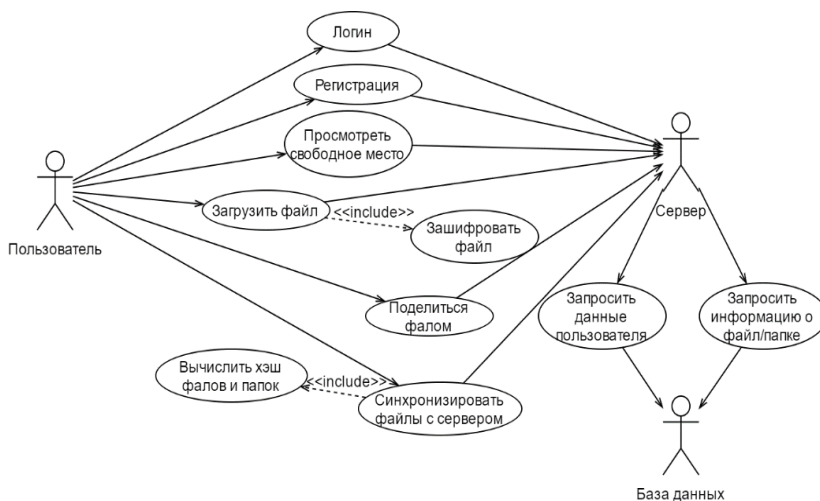 Логин
Регистрация
Просмотреть
свободное место
Загрузить файл
<<include>>
Зашифровать
файл
Пользователь
Сервер
Поделиться
фалом
Запросить
данные
пользователя
Запросить
информацию о
файл/папке
Вычислить хэш
фалов и папок
<<include>>
Синхронизировать
файлы с сервером
База данных